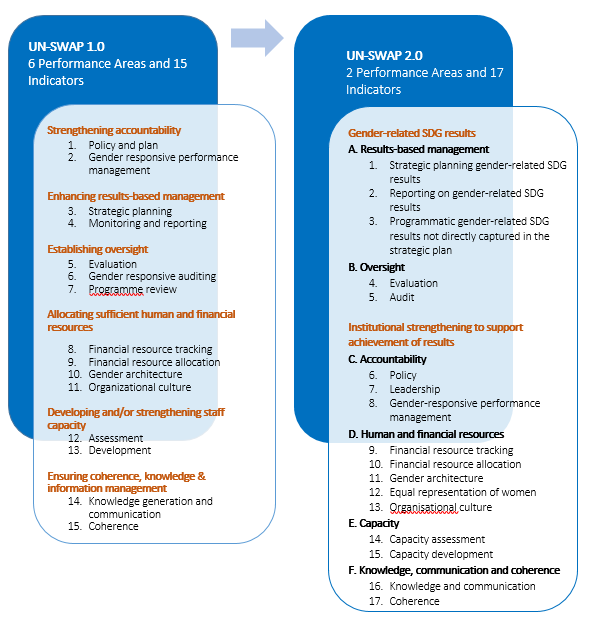 UN-SWAP 1.0
6 Performance Areas and 15
Indicators
Strengthening accountability
1. Policy and plan
2. Gender responsive performance
management
Enhancing results-based management
3. Strategic planning
4. Monitoring and reporting
Establishing oversight
5. Evaluation
6. Gender responsive auditing
7. Programme review
Allocating sufficient human and financial
resources
8. Financial resource tracking
9. Financial resource allocation
10. Gender architecture
11. Organizational culture
Developing and/or strengthening staff
capacity
12. Assessment
13. Development
Ensuring coherence, knowledge &
information management
14. Knowledge generation and
communication
15. Coherence
UN-SWAP 2.0
2 Performance Areas and 17
Indicators
Gender-related SDG results
A. Results-based management
1. Strategic planning gender-related SDG
results
2. Reporting on gender-related SDG
results
3. Programmatic gender-related SDG
results not directly captured in the
strategic plan
B. Oversight
4. Evaluation
5. Audit
Institutional strengthening to support
achievement of results
C. Accountability
6. Policy
7. Leadership
8. Gender-responsive performance
management
D. Human and financial resources
9. Financial resource tracking
10. Financial resource allocation
11. Gender architecture
12. Equal representation of women
13. Organisational culture
E. Capacity
14. Capacity assessment
15. Capacity development
F. Knowledge, communication and coherence
16. Knowledge and communication
17. Coherence